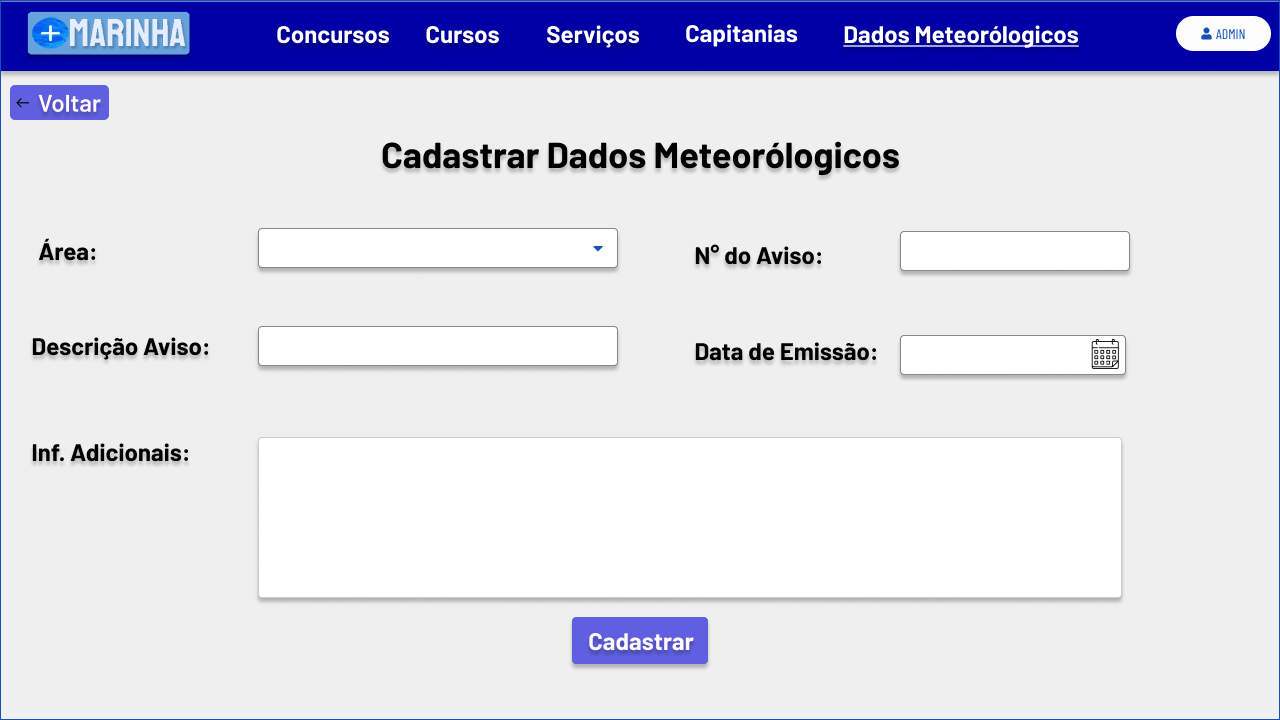 +MARINHA Concursos Cursos Serviços Capitanias Dados Meteorólogicos ADMIN
← Voltar
Cadastrar Dados Meteorólogicos
Área: N° do Aviso:
Descrição Aviso: Data de Emissão:
Inf. Adicionais:
Cadastrar